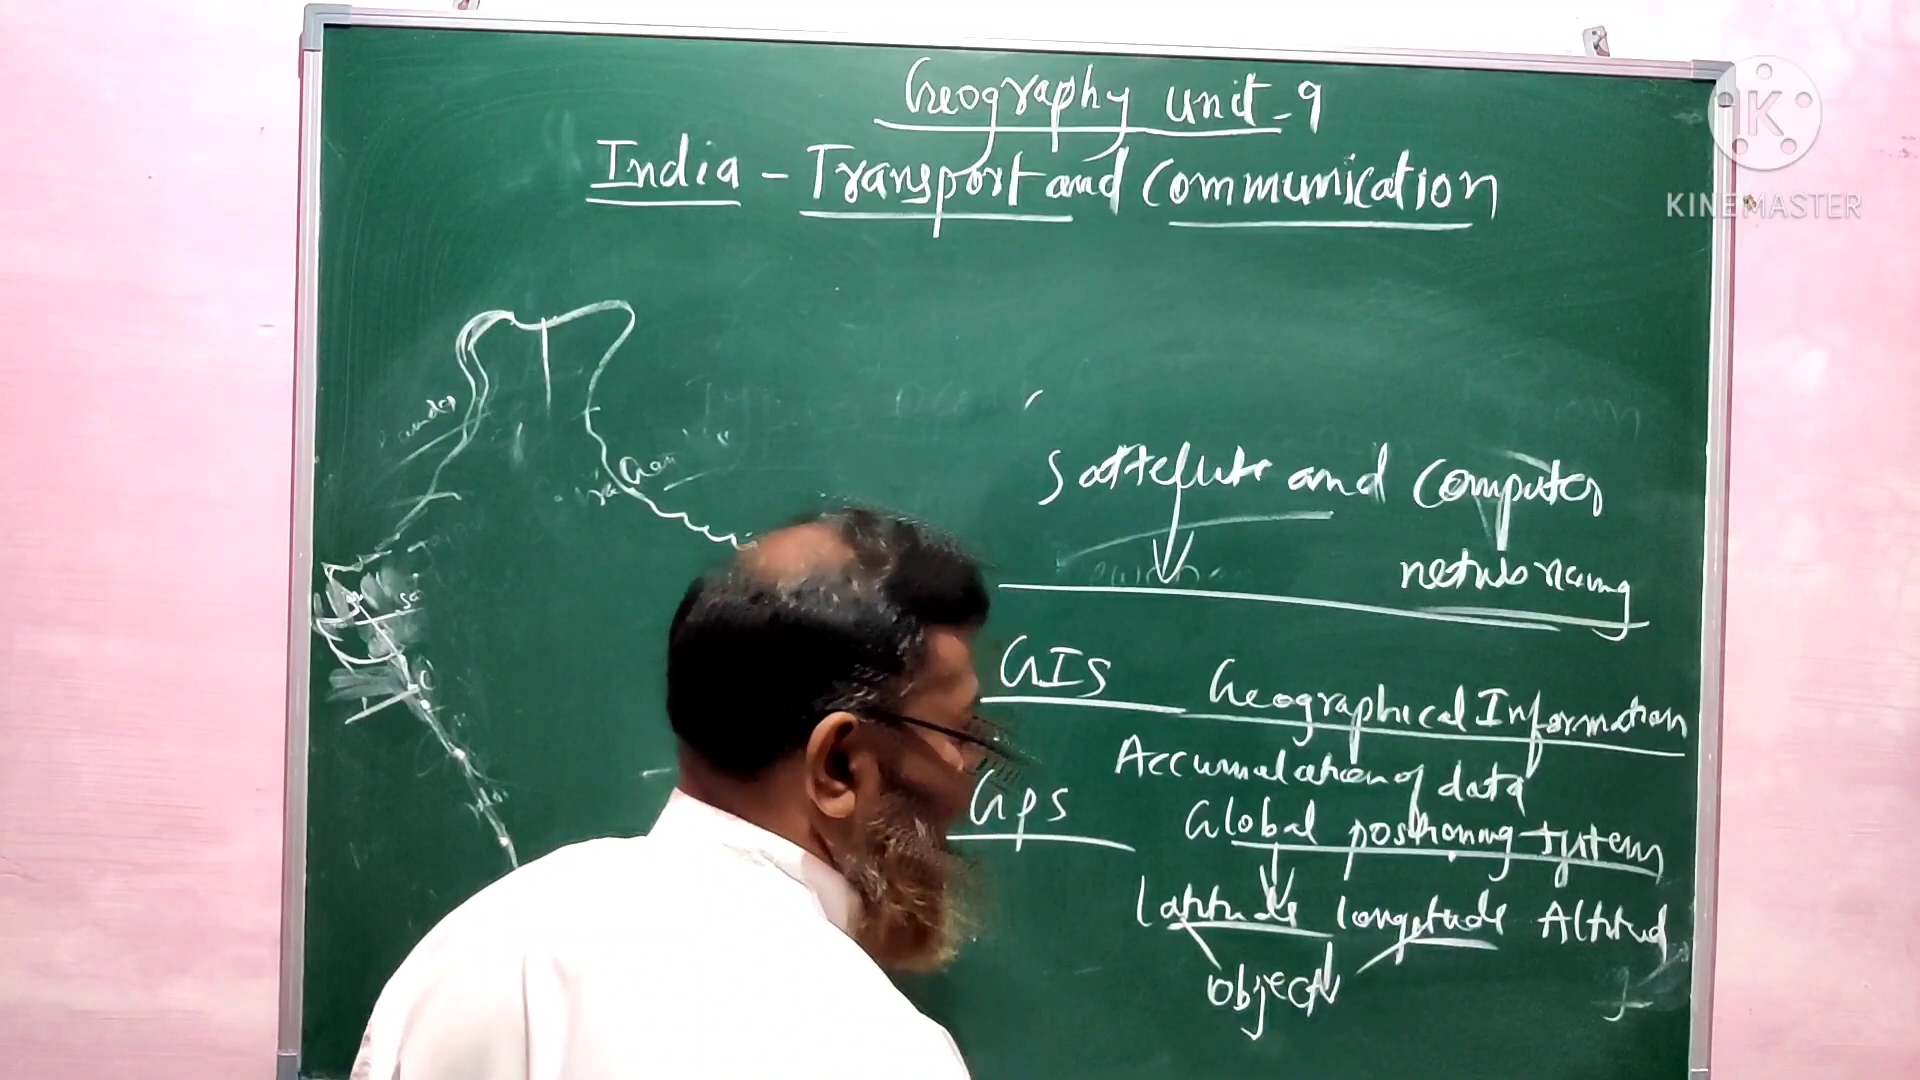 Geography unit-9
India - Transport and Communication
K
KINEMASTER
Sattelute and Computer
networking
GIS Geographical Information
Accumulation of data
GPS Global positioning system
Latitude longitude Altitud
object